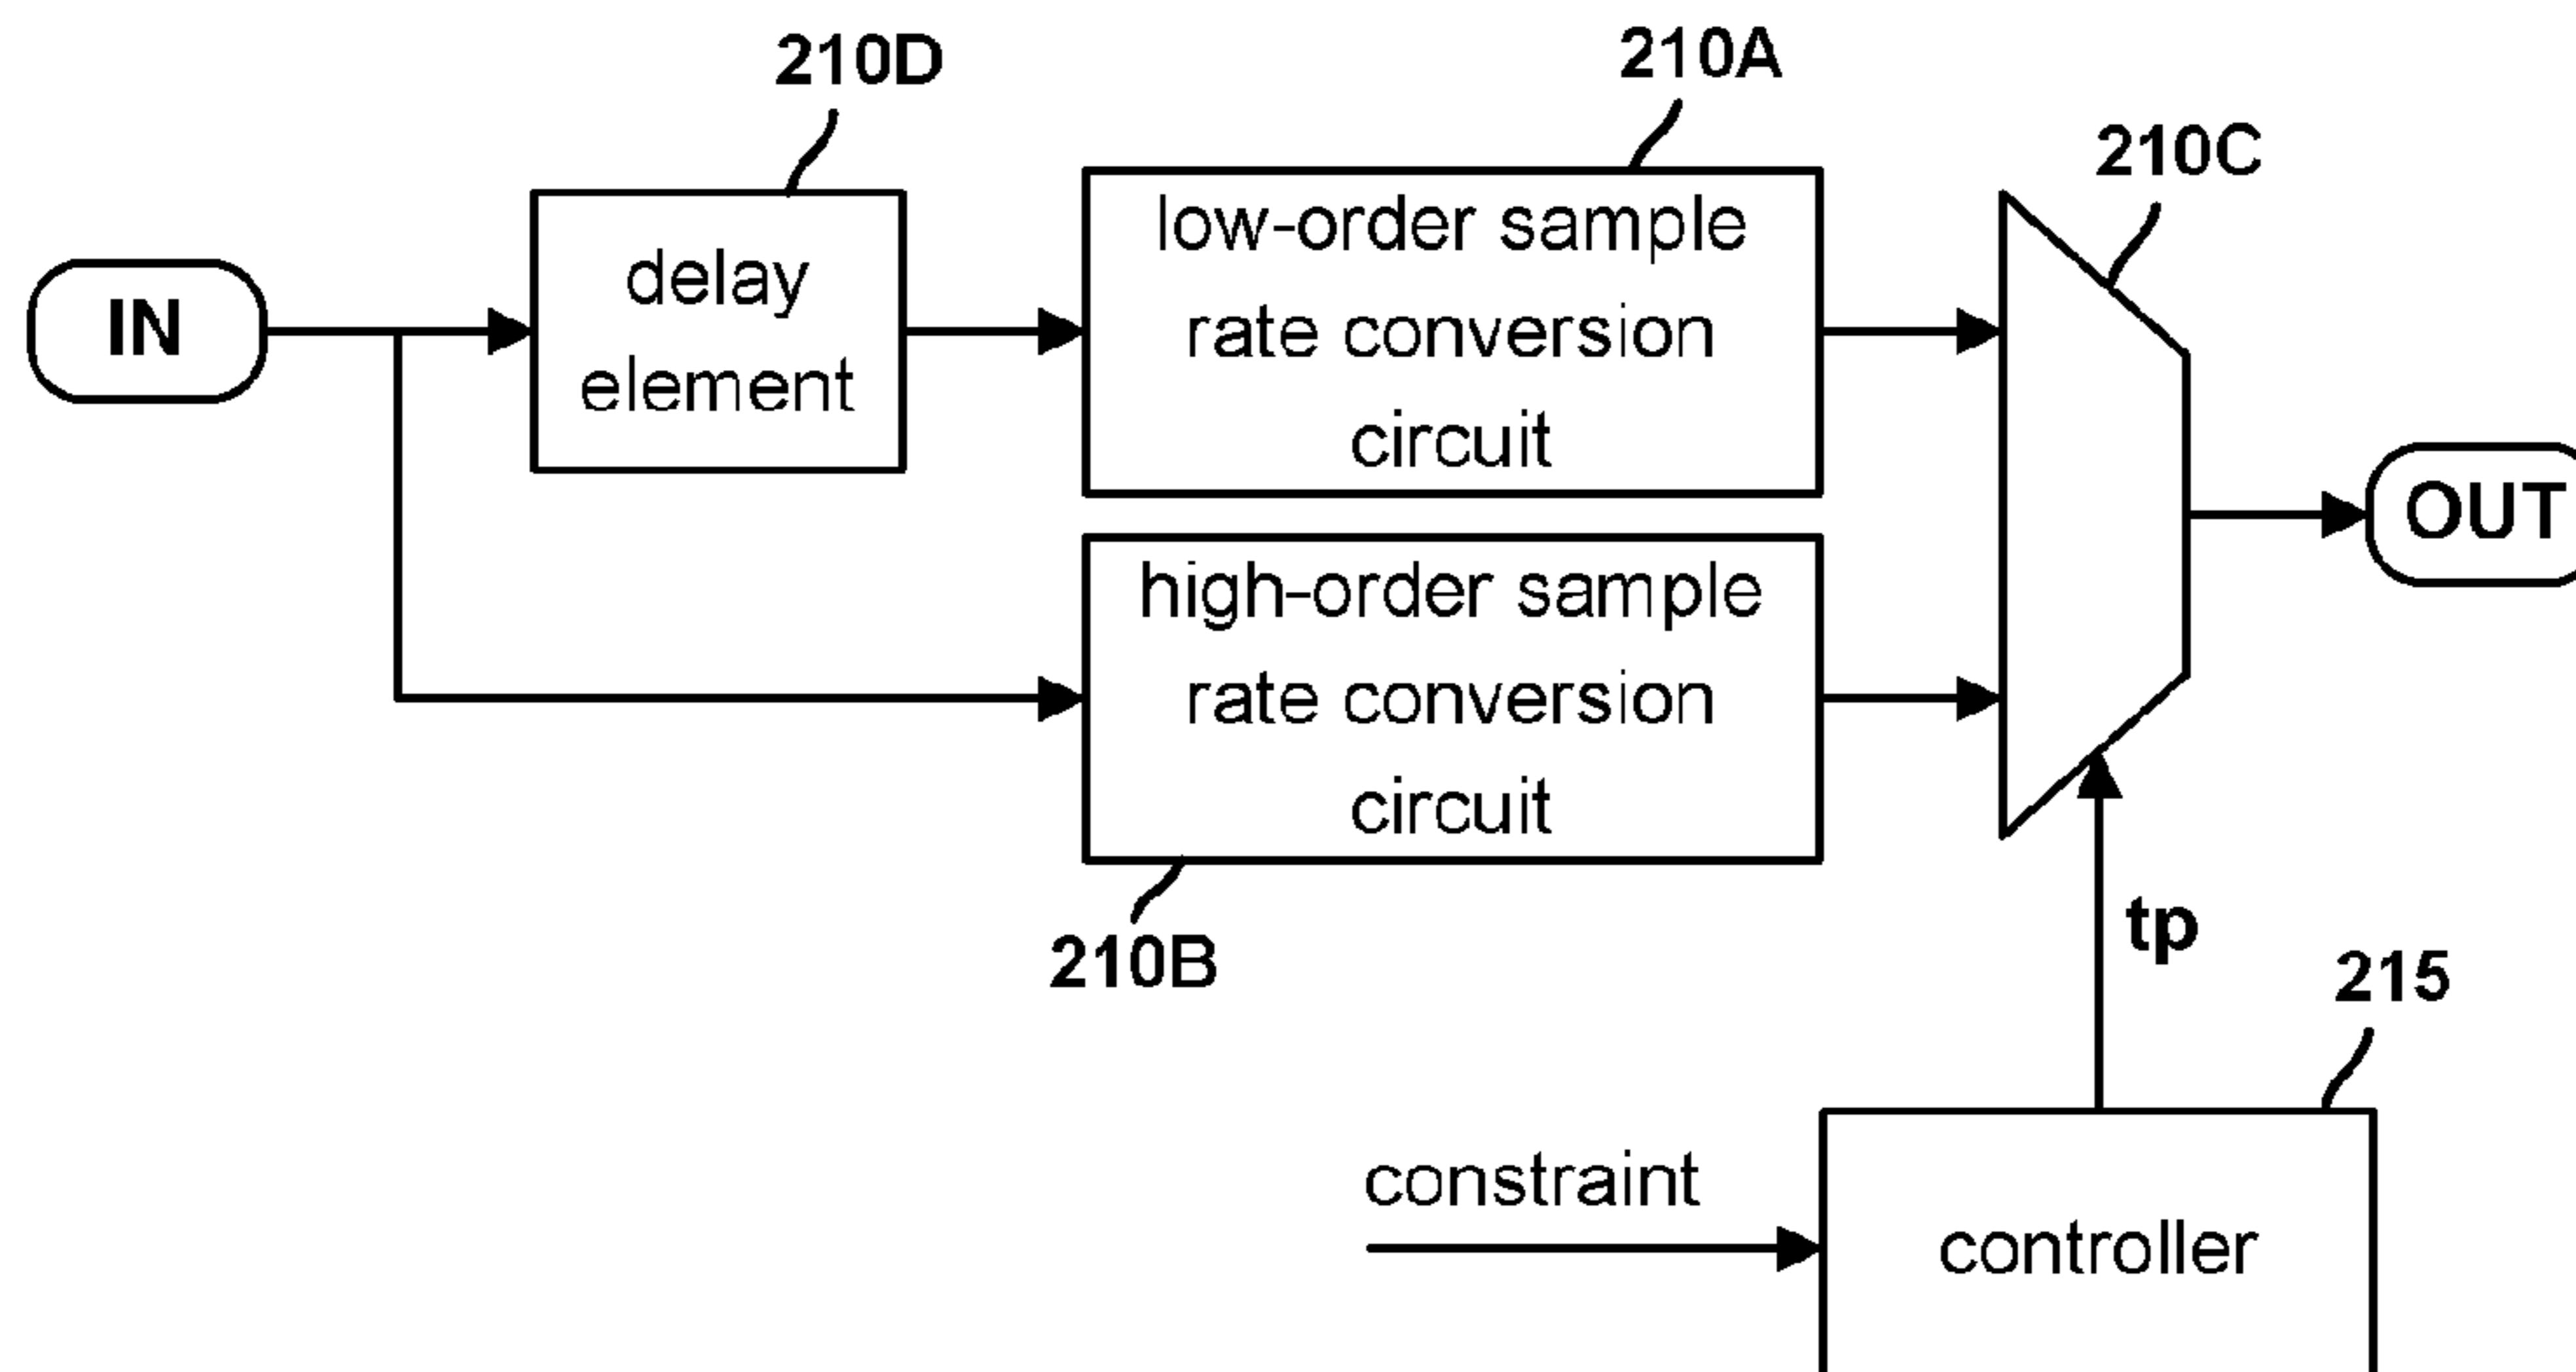 210D
210A
210C
IN
delay
element
low-order sample
rate conversion
circuit
OUT
high-order sample
rate conversion
circuit
210B
tp
215
constraint
controller